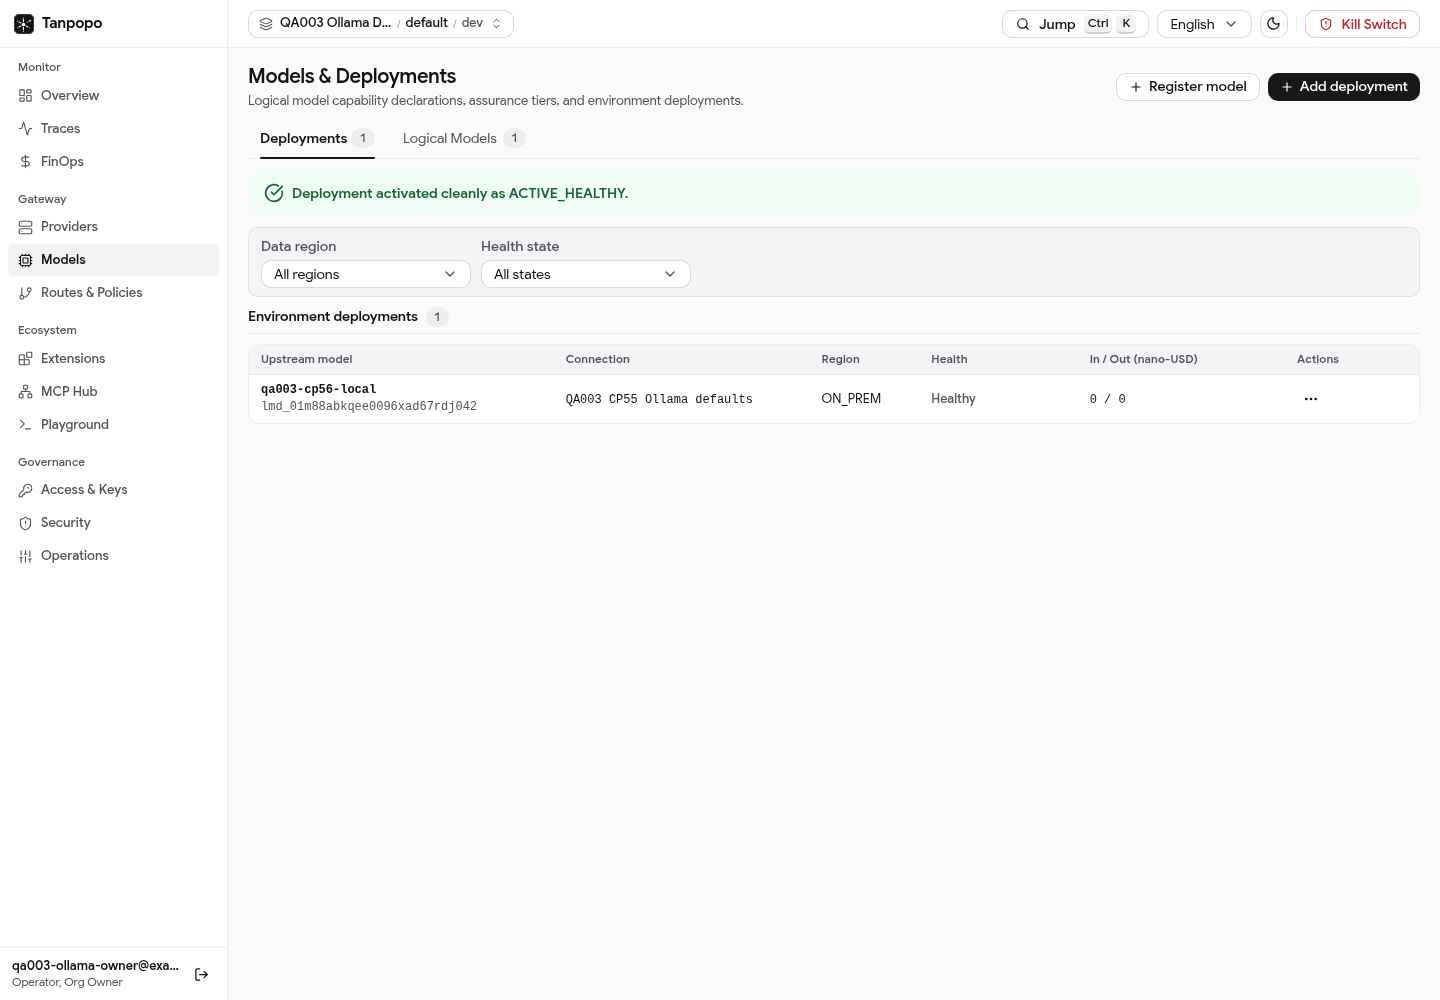 Tanpopo
QA003 Ollama D... / default / dev
Jump Ctrl K
English
Kill Switch
Monitor
Overview
Traces
FinOps
Gateway
Providers
Models
Routes & Policies
Ecosystem
Extensions
MCP Hub
Playground
Governance
Access & Keys
Security
Operations
qa003-ollama-owner@exa...
Operator, Org Owner
Models & Deployments
Logical model capability declarations, assurance tiers, and environment deployments.
Register model
Add deployment
Deployments 1
Logical Models 1
Deployment activated cleanly as ACTIVE_HEALTHY.
Data region
All regions
Health state
All states
Environment deployments 1
Upstream model Connection Region Health In / Out (nano-USD) Actions
qa003-cp56-local
lmd_01m88abkqee0096xad67rdj042
QA003 CP55 Ollama defaults ON_PREM Healthy 0 / 0